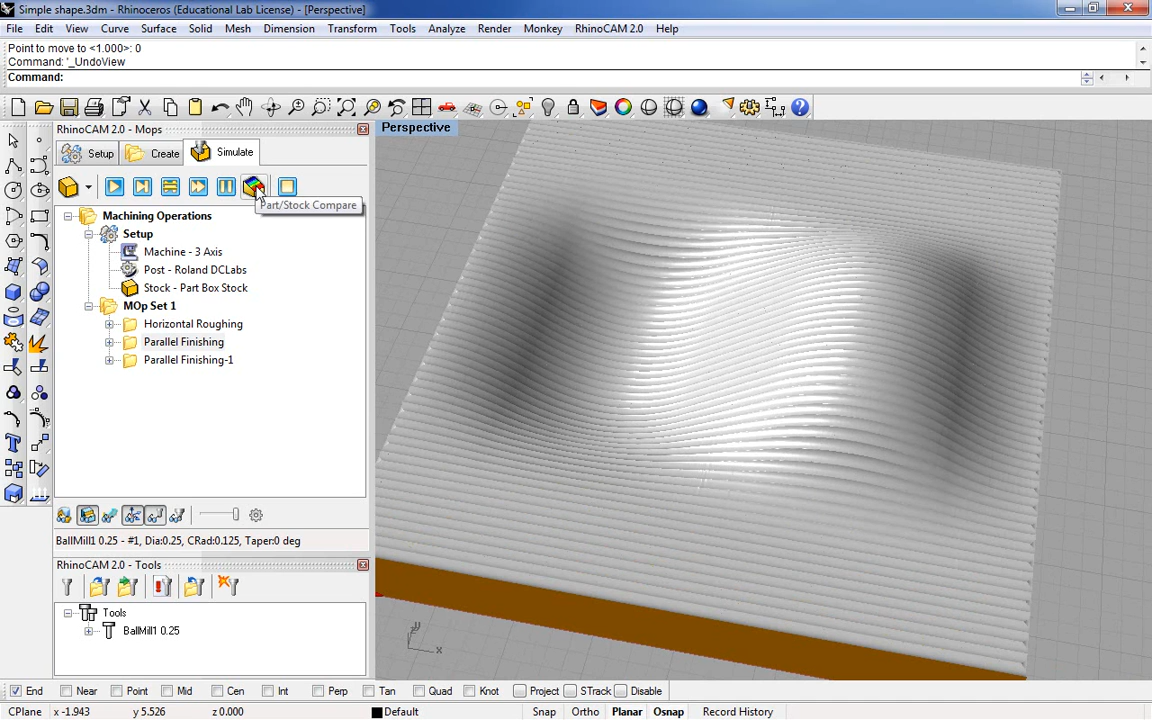 Simple shape.3dm - Rhinoceros (Educational Lab License) - [Perspective]
File Edit View Curve Surface Solid Mesh Dimension Transform Tools Analyze Render Monkey RhinoCAM 2.0 Help
Point to move to <1.000>: 0
Command: '_UndoView
Command:
RhinoCAM 2.0 - Mops
Perspective
Setup Create Simulate
Part/Stock Compare
Machining Operations
Setup
Machine - 3 Axis
Post - Roland DCLabs
Stock - Part Box Stock
MOp Set 1
Horizontal Roughing
Parallel Finishing
Parallel Finishing-1
BallMill1 0.25 - #1, Dia:0.25, CRad:0.125, Taper:0 deg
RhinoCAM 2.0 - Tools
Tools
BallMill1 0.25
y
x
End Near Point Mid Cen Int Perp Tan Quad Knot Project STrack Disable
CPlane x -1.943 y 5.526 z 0.000 Default Snap Ortho Planar Osnap Record History